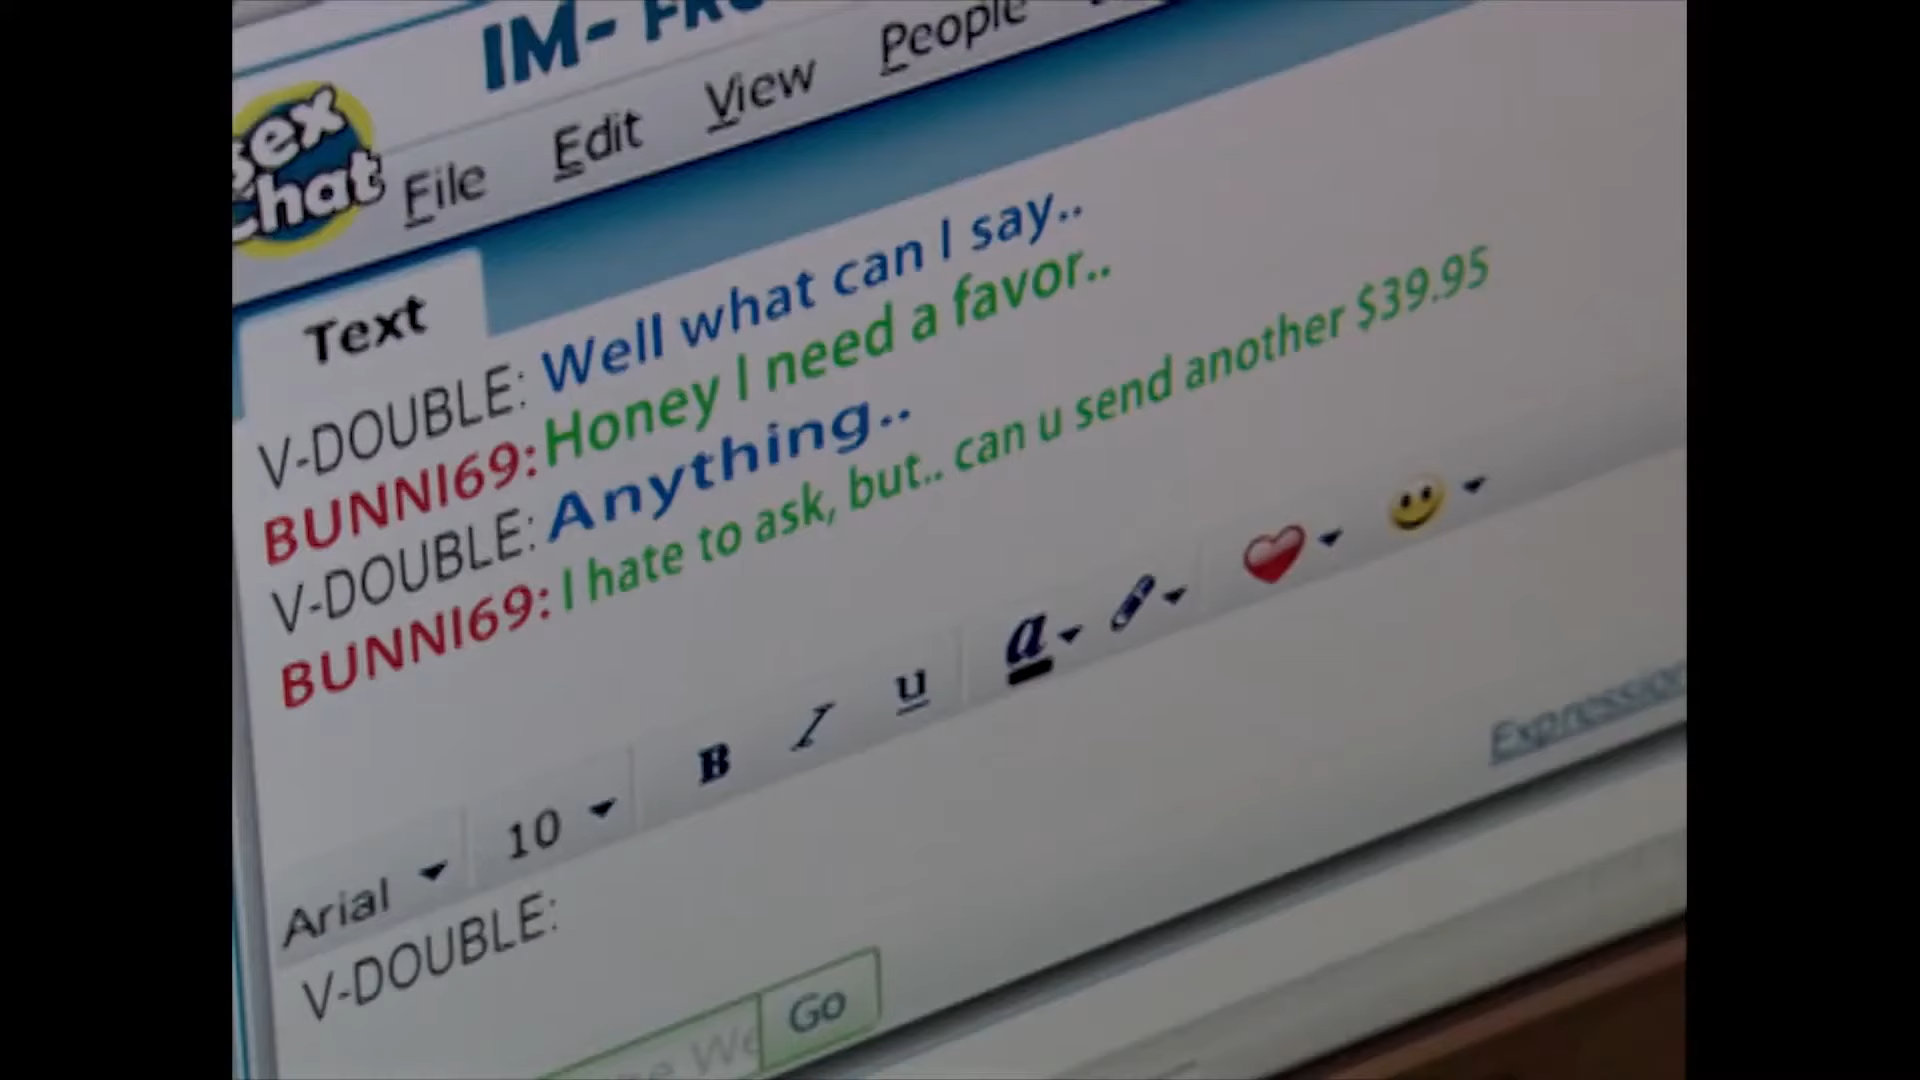 IM-
sex
chat
File Edit View People
Text
V-DOUBLE: Well what can I say..
BUNNI69: Honey I need a favor..
V-DOUBLE: Anything..
BUNNI69: I hate to ask, but.. can u send another $39.95
Arial 10 B I u a
Expression
V-DOUBLE:
Go